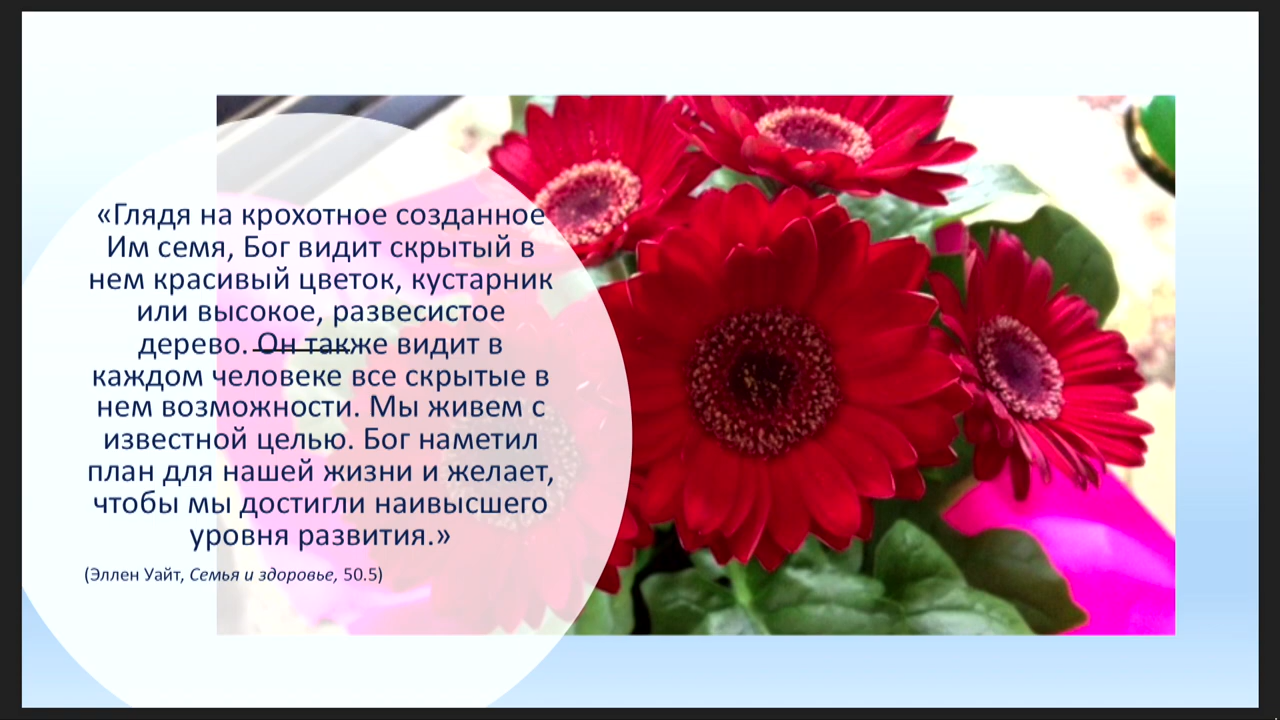 «Глядя на крохотное созданное
Им семя, Бог видит скрытый в
нем красивый цветок, кустарник
или высокое, развесистое
дерево. Он также видит в
каждом человеке все скрытые в
нем возможности. Мы живем с
известной целью. Бог наметил
план для нашей жизни и желает,
чтобы мы достигли наивысшего
уровня развития.»
(Эллен Уайт, Семья и здоровье, 50.5)